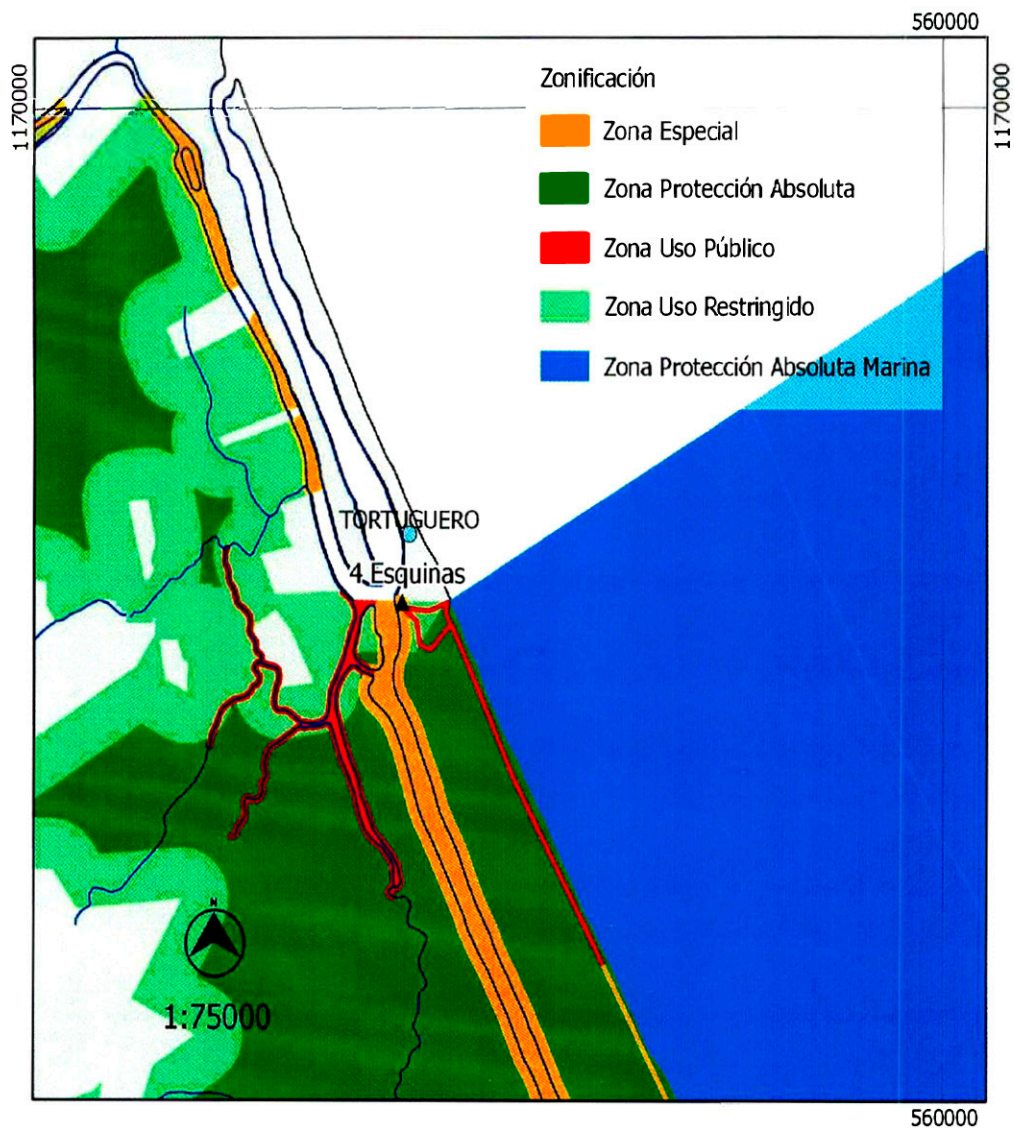 560000
1170000
1170000
Zonificación
Zona Especial
Zona Protección Absoluta
Zona Uso Público
Zona Uso Restringido
Zona Protección Absoluta Marina
TORTUGUERO
4 Esquinas
N
1:75000
560000